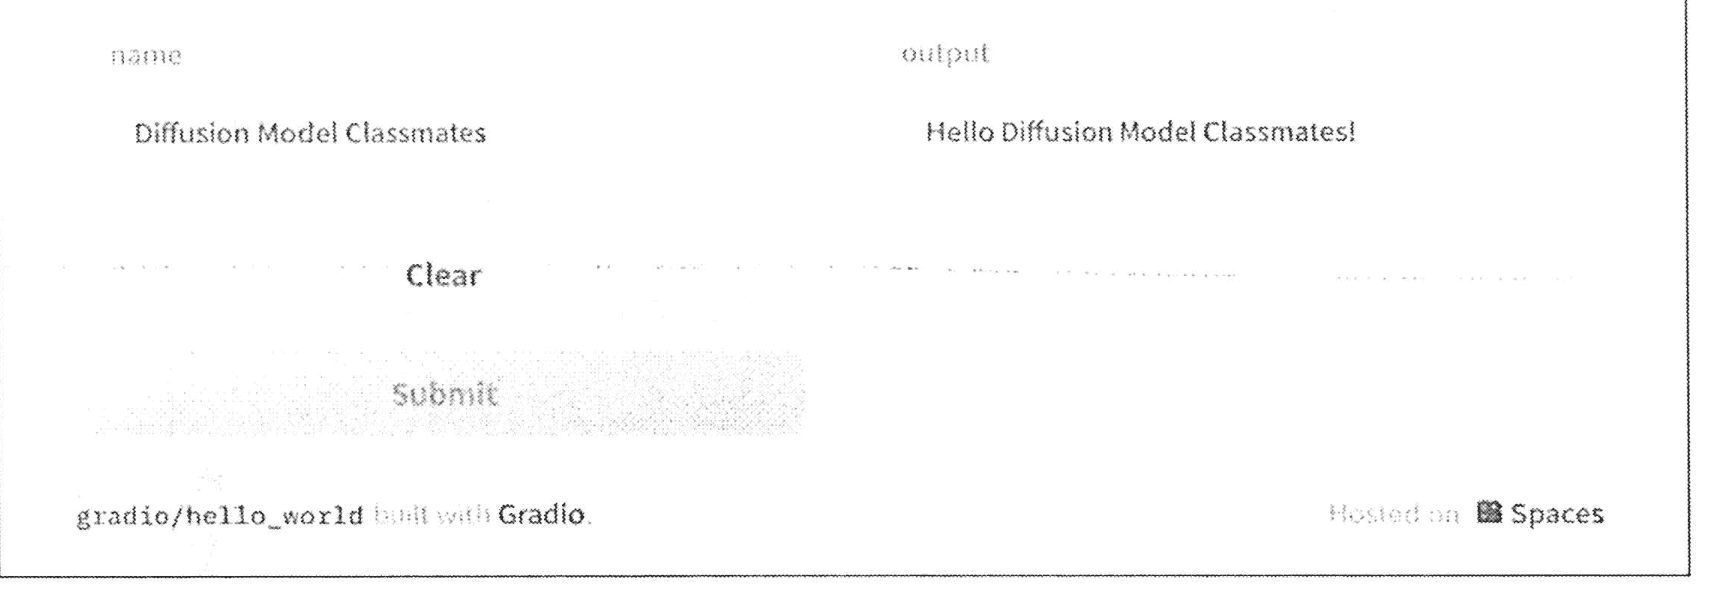 name
output
Diffusion Model Classmates
Hello Diffusion Model Classmates!
Clear
Submit
gradio/hello_world built with Gradio.
Hosted on Spaces